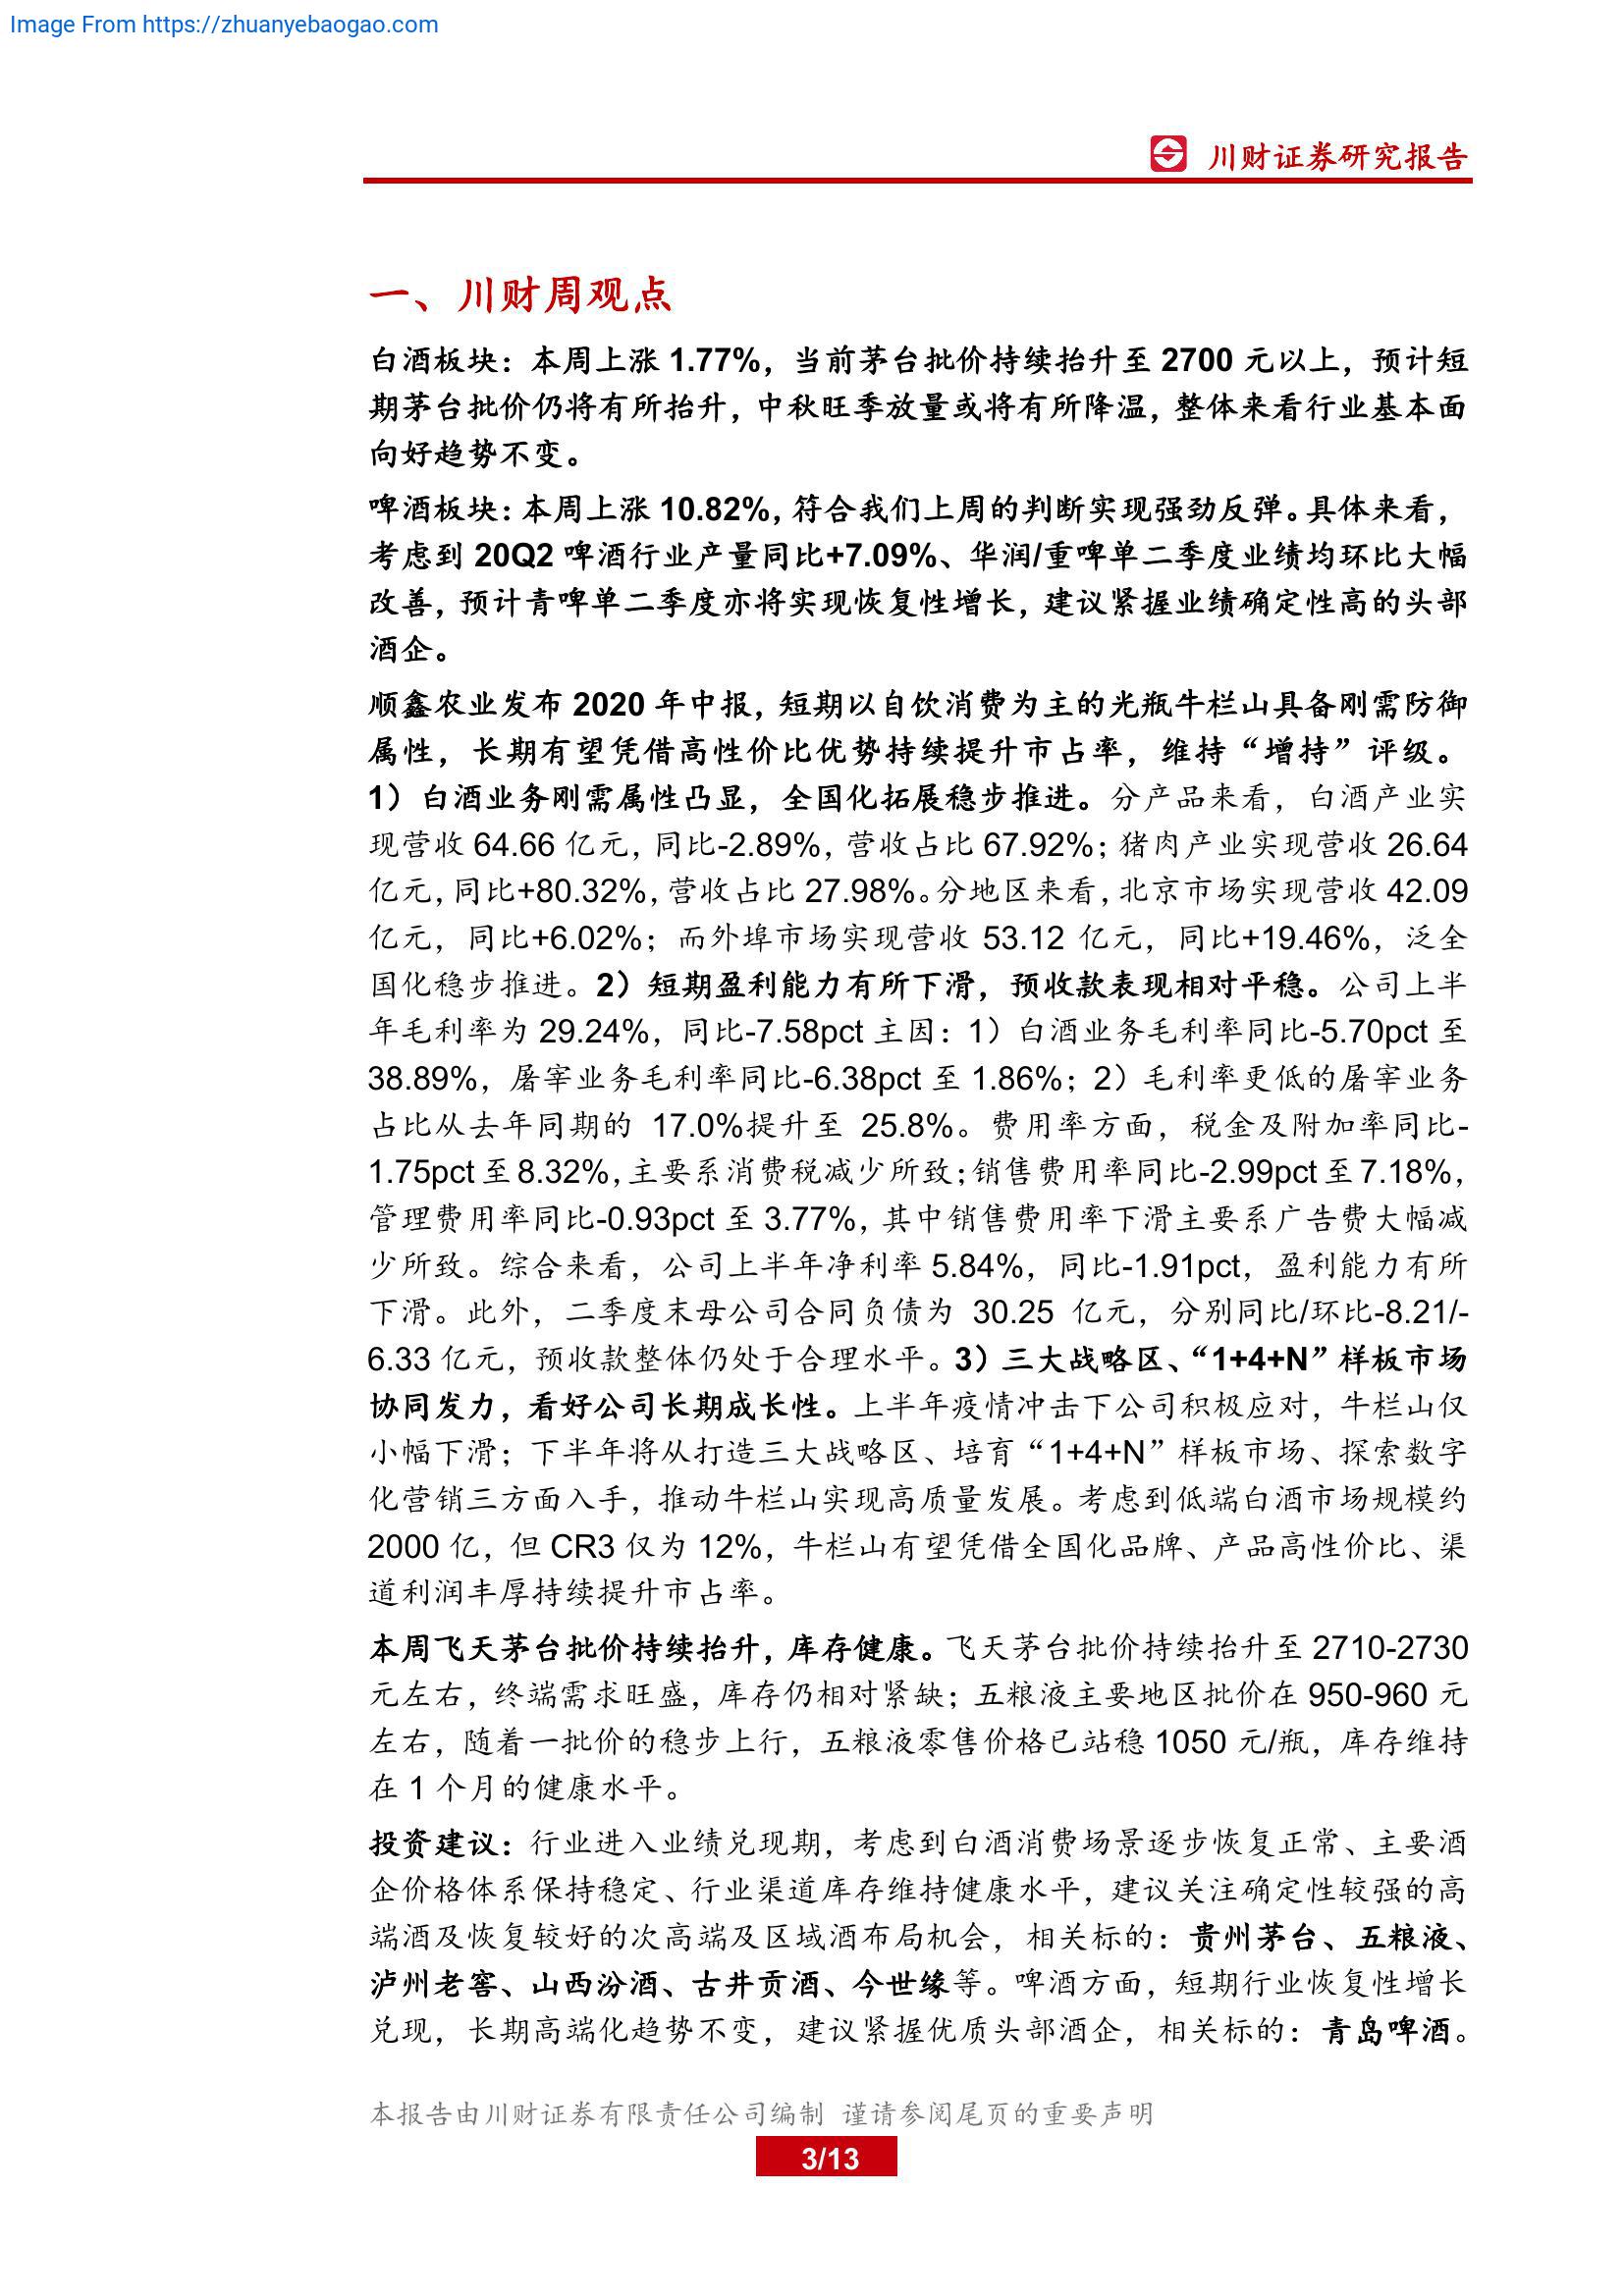 Image From https://zhuanyebaogao.com
川财证券研究报告
一、川财周观点
白酒板块：本周上涨 1.77%，当前茅台批价持续抬升至 2700 元以上，预计短
期茅台批价仍将有所抬升，中秋旺季放量或将有所降温，整体来看行业基本面
向好趋势不变。
啤酒板块：本周上涨 10.82%，符合我们上周的判断实现强劲反弹。具体来看，
考虑到 20Q2 啤酒行业产量同比+7.09%、华润/重啤单二季度业绩均环比大幅
改善，预计青啤单二季度亦将实现恢复性增长，建议紧握业绩确定性高的头部
酒企。
顺鑫农业发布 2020 年中报，短期以自饮消费为主的光瓶牛栏山具备刚需防御
属性，长期有望凭借高性价比优势持续提升市占率，维持“增持”评级。
1）白酒业务刚需属性凸显，全国化拓展稳步推进。分产品来看，白酒产业实
现营收 64.66 亿元，同比-2.89%，营收占比 67.92%；猪肉产业实现营收 26.64
亿元，同比+80.32%，营收占比 27.98%。分地区来看，北京市场实现营收 42.09
亿元，同比+6.02%；而外埠市场实现营收 53.12 亿元，同比+19.46%，泛全
国化稳步推进。2）短期盈利能力有所下滑，预收款表现相对平稳。公司上半
年毛利率为 29.24%，同比-7.58pct 主因：1）白酒业务毛利率同比-5.70pct 至
38.89%，屠宰业务毛利率同比-6.38pct 至 1.86%；2）毛利率更低的屠宰业务
占比从去年同期的 17.0%提升至 25.8%。费用率方面，税金及附加率同比-
1.75pct 至 8.32%，主要系消费税减少所致；销售费用率同比-2.99pct 至 7.18%，
管理费用率同比-0.93pct 至 3.77%，其中销售费用率下滑主要系广告费大幅减
少所致。综合来看，公司上半年净利率 5.84%，同比-1.91pct，盈利能力有所
下滑。此外，二季度末母公司合同负债为 30.25 亿元，分别同比/环比-8.21/-
6.33 亿元，预收款整体仍处于合理水平。3）三大战略区、“1+4+N”样板市场
协同发力，看好公司长期成长性。上半年疫情冲击下公司积极应对，牛栏山仅
小幅下滑；下半年将从打造三大战略区、培育“1+4+N”样板市场、探索数字
化营销三方面入手，推动牛栏山实现高质量发展。考虑到低端白酒市场规模约
2000 亿，但 CR3 仅为 12%，牛栏山有望凭借全国化品牌、产品高性价比、渠
道利润丰厚持续提升市占率。
本周飞天茅台批价持续抬升，库存健康。飞天茅台批价持续抬升至 2710-2730
元左右，终端需求旺盛，库存仍相对紧缺；五粮液主要地区批价在 950-960 元
左右，随着一批价的稳步上行，五粮液零售价格已站稳 1050 元/瓶，库存维持
在 1 个月的健康水平。
投资建议：行业进入业绩兑现期，考虑到白酒消费场景逐步恢复正常、主要酒
企价格体系保持稳定、行业渠道库存维持健康水平，建议关注确定性较强的高
端酒及恢复较好的次高端及区域酒布局机会，相关标的：贵州茅台、五粮液、
泸州老窖、山西汾酒、古井贡酒、今世缘等。啤酒方面，短期行业恢复性增长
兑现，长期高端化趋势不变，建议紧握优质头部酒企，相关标的：青岛啤酒。
本报告由川财证券有限责任公司编制 谨请参阅尾页的重要声明
3/13